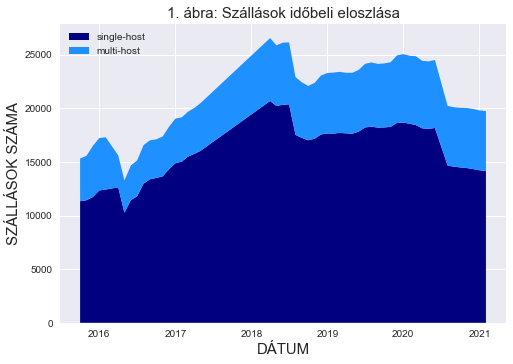 1. ábra: Szállások időbeli eloszlása
single-host
multi-host
SZÁLLÁSOK SZÁMA
25000
20000
15000
10000
5000
0
2016 2017 2018 2019 2020 2021
DÁTUM